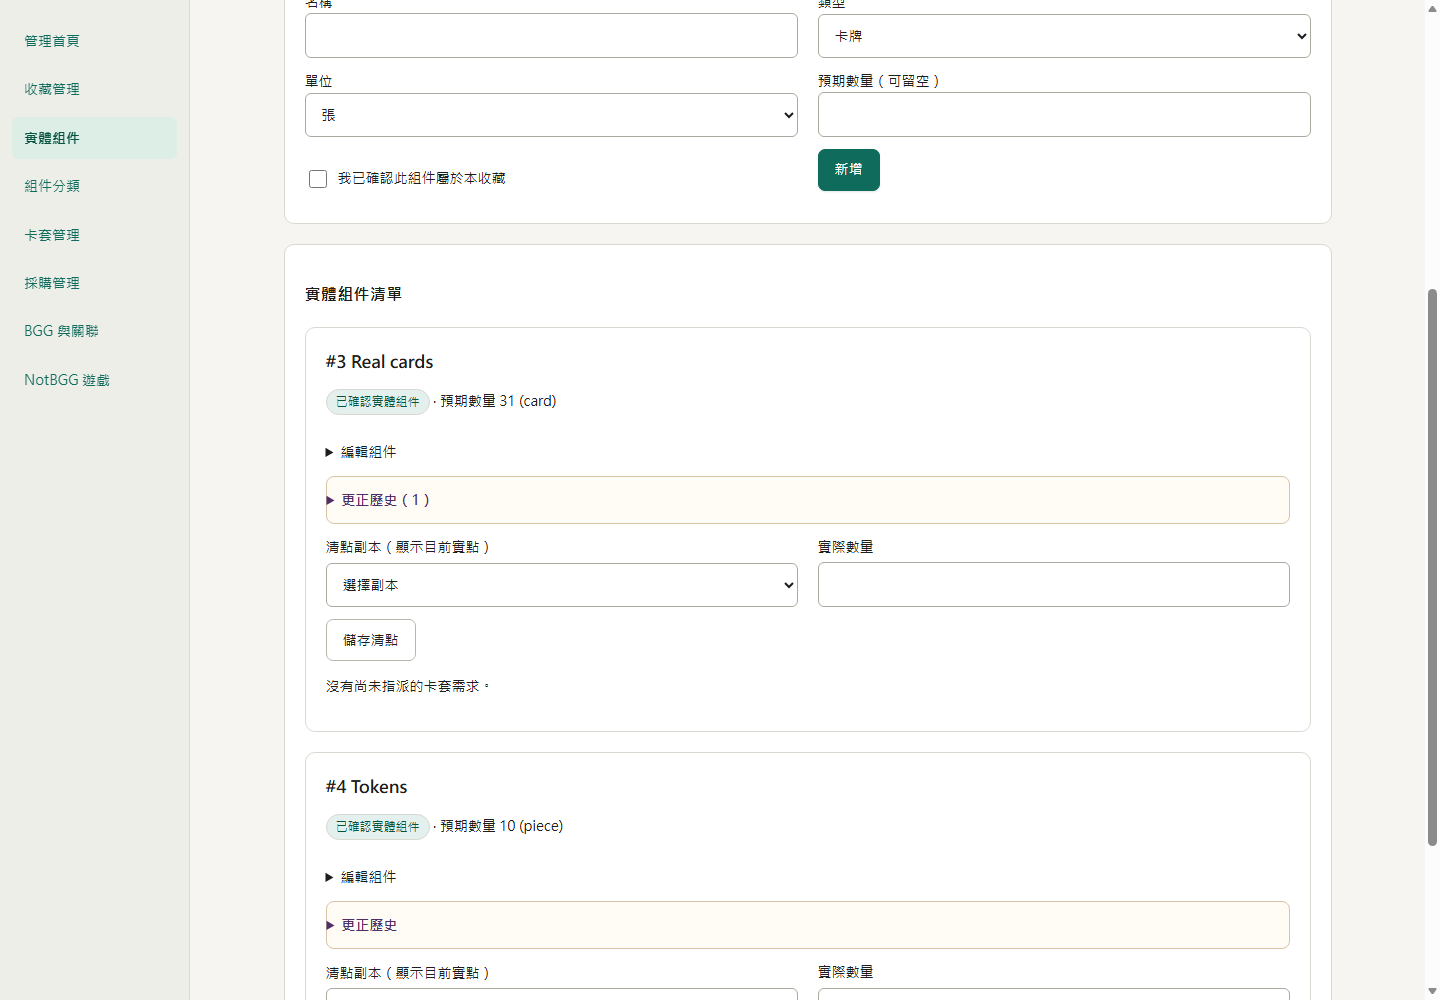 管理首頁
收藏管理
實體組件
組件分類
卡套管理
採購管理
BGG 與關聯
NotBGG 遊戲
名稱
類型
卡牌
單位
預期數量（可留空）
張
我已確認此組件屬於本收藏
新增
實體組件清單
#3 Real cards
已確認實體組件 · 預期數量 31 (card)
編輯組件
更正歷史（1）
清點副本（顯示目前實點）
實際數量
選擇副本
儲存清點
沒有尚未指派的卡套需求。
#4 Tokens
已確認實體組件 · 預期數量 10 (piece)
編輯組件
更正歷史
清點副本（顯示目前實點）
實際數量